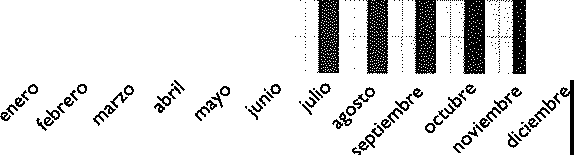 enero
febrero
marzo
abril
mayo
junio
julio
agosto
septiembre
octubre
noviembre
diciembre